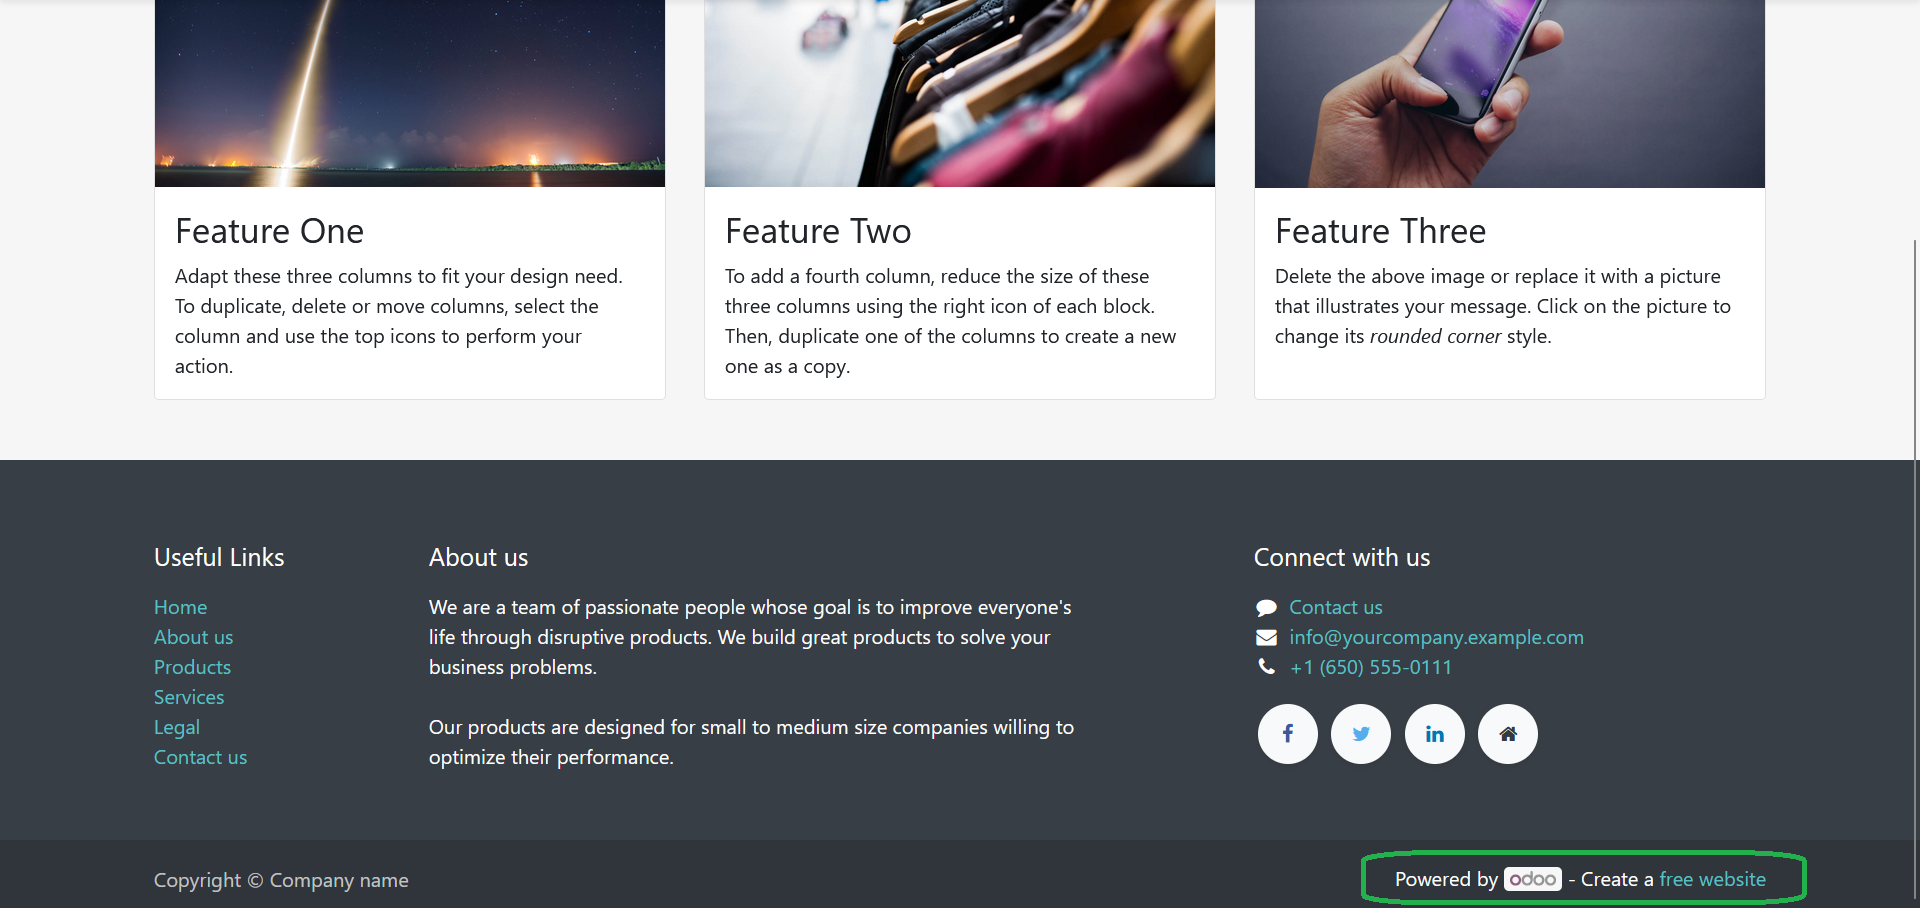 Feature One
Adapt these three columns to fit your design need.
To duplicate, delete or move columns, select the
column and use the top icons to perform your
action.
Feature Two
To add a fourth column, reduce the size of these
three columns using the right icon of each block.
Then, duplicate one of the columns to create a new
one as a copy.
Feature Three
Delete the above image or replace it with a picture
that illustrates your message. Click on the picture to
change its rounded corner style.
Useful Links
Home
About us
Products
Services
Legal
Contact us
About us
We are a team of passionate people whose goal is to improve everyone's
life through disruptive products. We build great products to solve your
business problems.
Our products are designed for small to medium size companies willing to
optimize their performance.
Connect with us
Contact us
info@yourcompany.example.com
+1 (650) 555-0111
Copyright © Company name
Powered by odoo - Create a free website